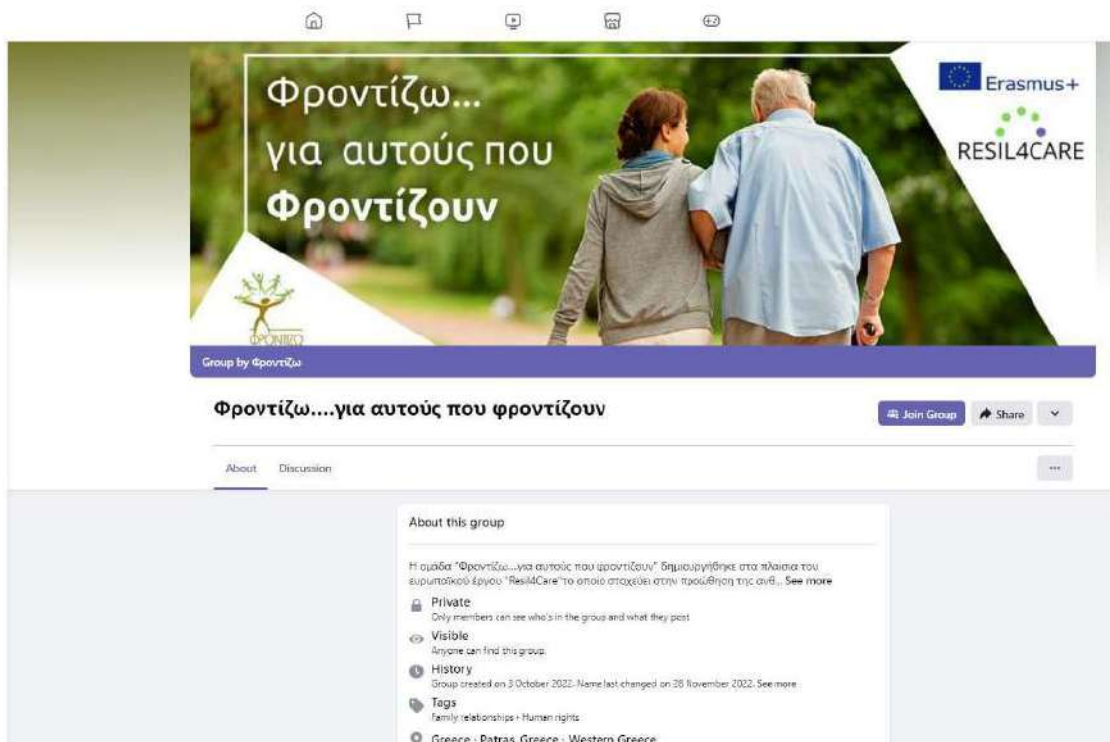 Φροντίζω...
για αυτούς που
Φροντίζουν
Erasmus+
RESIL4CARE
ΦΡΟΝΤΙΖΩ
Group by Φροντίζω
Φροντίζω....για αυτούς που φροντίζουν
Join Group
Share
About
Discussion
About this group
Η ομάδα "Φροντίζω...για αυτούς που φροντίζουν" δημιουργήθηκε στα πλαίσια του
ευρωπαϊκού έργου "Resil4Care"το οποίο στοχεύει στην προώθηση της ανθ... See more
Private
Only members can see who's in the group and what they post
Visible
Anyone can find this group.
History
Group created on 3 October 2022. Name last changed on 28 November 2022. See more
Tags
Family relationships · Human rights
Greece · Patras, Greece · Western Greece